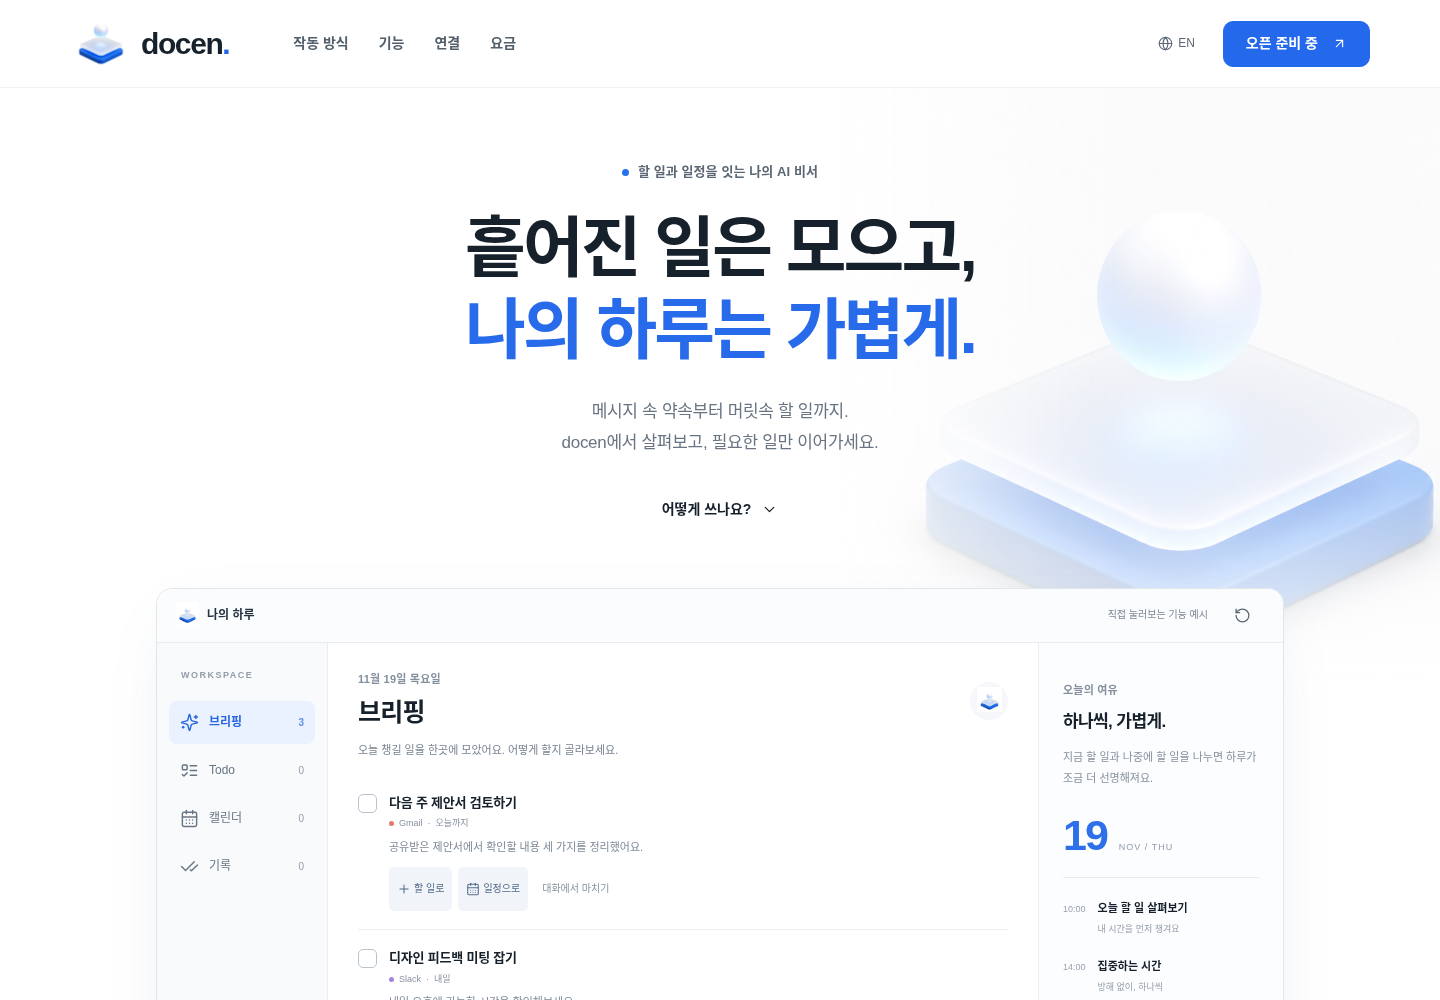 docen.
작동 방식
기능
연결
요금
EN
오픈 준비 중
할 일과 일정을 잇는 나의 AI 비서
흩어진 일은 모으고,
나의 하루는 가볍게.
메시지 속 약속부터 머릿속 할 일까지.
docen에서 살펴보고, 필요한 일만 이어가세요.
어떻게 쓰나요?
나의 하루
직접 눌러보는 기능 예시
WORKSPACE
브리핑 3
Todo 0
캘린더 0
기록 0
11월 19일 목요일
브리핑
오늘 챙길 일을 한곳에 모았어요. 어떻게 할지 골라보세요.
다음 주 제안서 검토하기
Gmail · 오늘까지
공유받은 제안서에서 확인할 내용 세 가지를 정리했어요.
할 일로
일정으로
대화에서 마치기
디자인 피드백 미팅 잡기
Slack · 내일
오늘의 여유
하나씩, 가볍게.
지금 할 일과 나중에 할 일을 나누면 하루가
조금 더 선명해져요.
19 NOV / THU
10:00 오늘 할 일 살펴보기
내 시간을 먼저 챙겨요
14:00 집중하는 시간
방해 없이, 하나씩